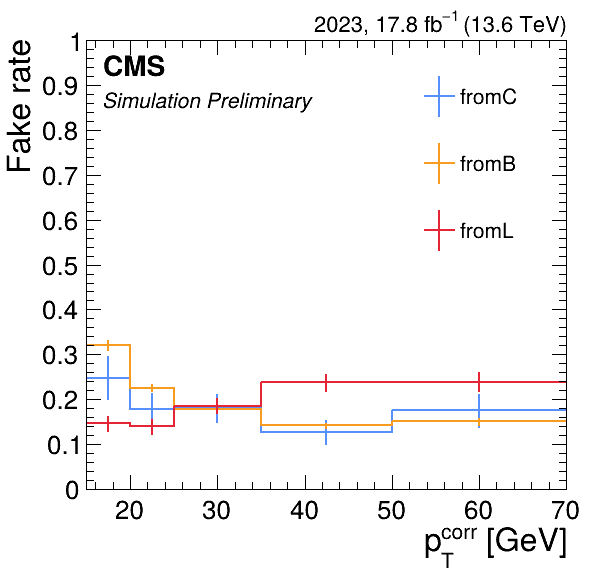 2023, 17.8 fb⁻¹ (13.6 TeV)
CMS
Simulation Preliminary
fromC
fromB
fromL
Fake rate
1
0.9
0.8
0.7
0.6
0.5
0.4
0.3
0.2
0.1
0
20 30 40 50 60 70
p_T^corr [GeV]